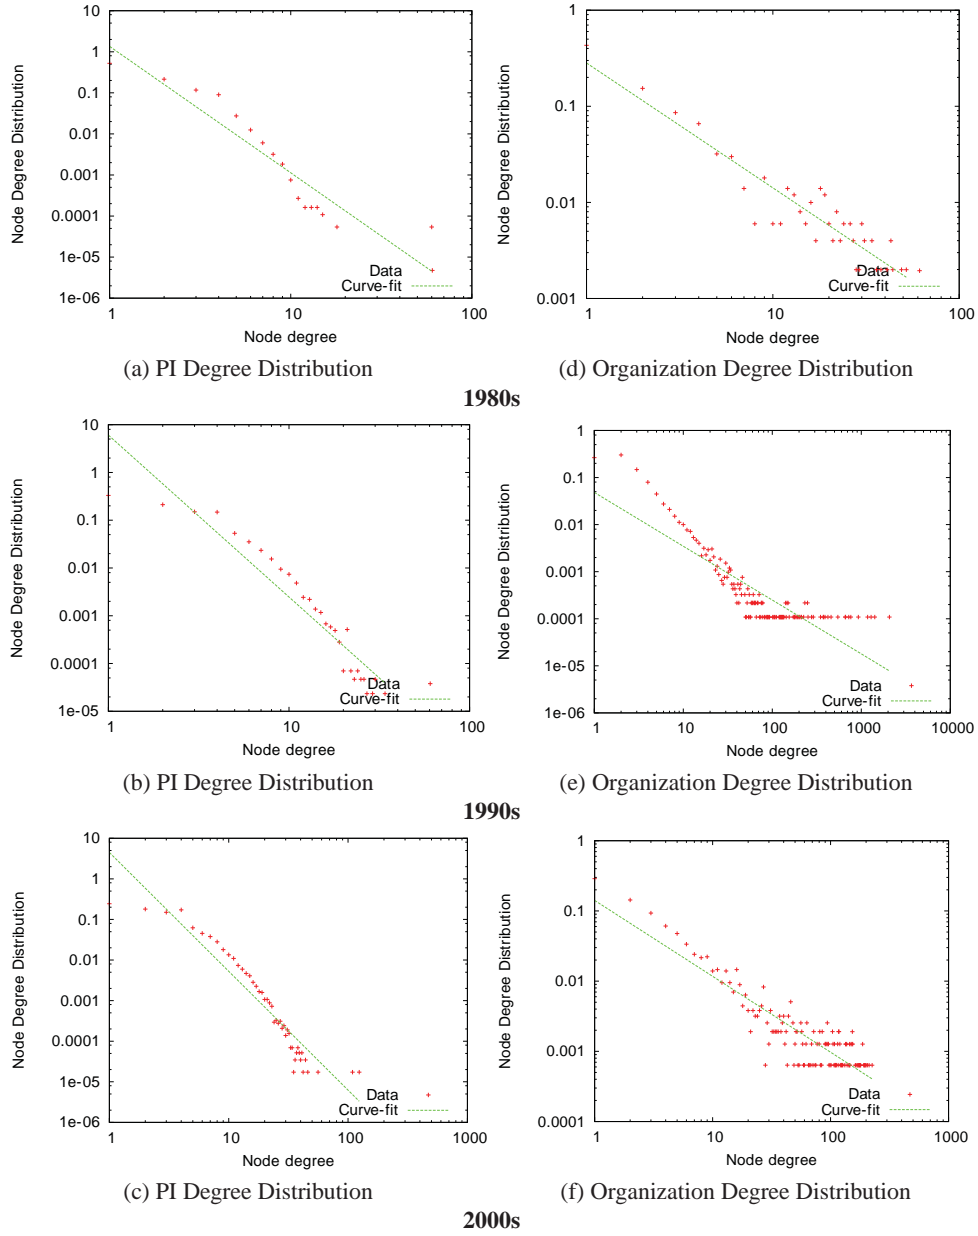 10
1
0.1
0.01
0.001
0.0001
1e-05
1e-06
1 10 100
Node Degree Distribution
Node degree
Data
Curve-fit
(a) PI Degree Distribution
1
0.1
0.01
0.001
1 10 100
Node Degree Distribution
Node degree
Data
Curve-fit
(d) Organization Degree Distribution
1980s
10
1
0.1
0.01
0.001
0.0001
1e-05
1 10 100
Node Degree Distribution
Node degree
Data
Curve-fit
(b) PI Degree Distribution
1
0.1
0.01
0.001
0.0001
1e-05
1e-06
1 10 100 1000 10000
Node Degree Distribution
Node degree
Data
Curve-fit
(e) Organization Degree Distribution
1990s
10
1
0.1
0.01
0.001
0.0001
1e-05
1e-06
1 10 100 1000
Node Degree Distribution
Node degree
Data
Curve-fit
(c) PI Degree Distribution
1
0.1
0.01
0.001
0.0001
1 10 100 1000
Node Degree Distribution
Node degree
Data
Curve-fit
(f) Organization Degree Distribution
2000s